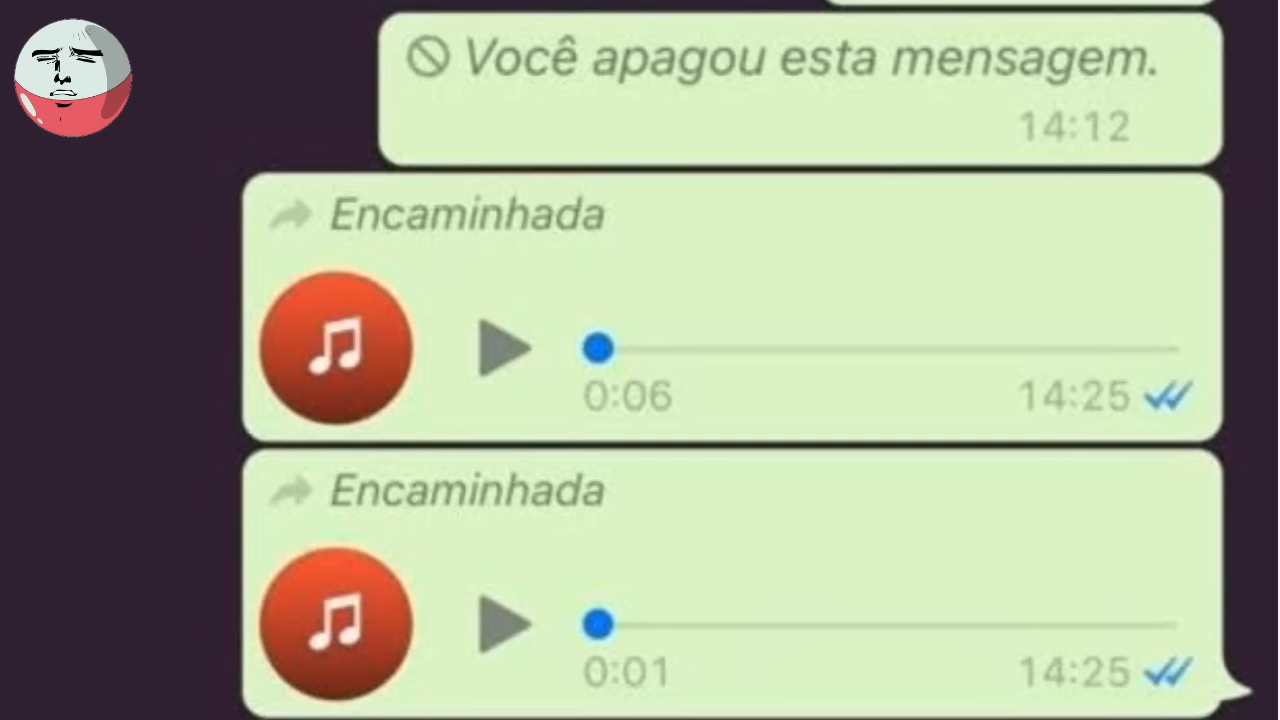 Você apagou esta mensagem.
14:12
Encaminhada
0:06 14:25
Encaminhada
0:01 14:25